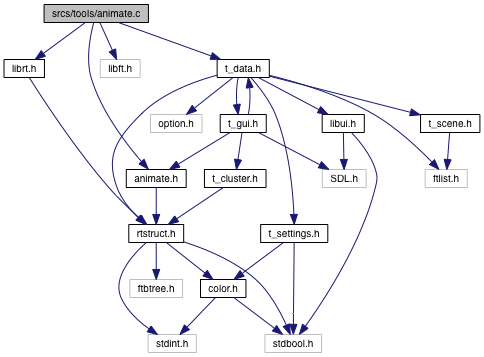 srcs/tools/animate.c
librt.h
libft.h
t_data.h
option.h
t_gui.h
libui.h
t_scene.h
animate.h
t_cluster.h
SDL.h
ftlist.h
rtstruct.h
t_settings.h
ftbtree.h
color.h
stdint.h
stdbool.h